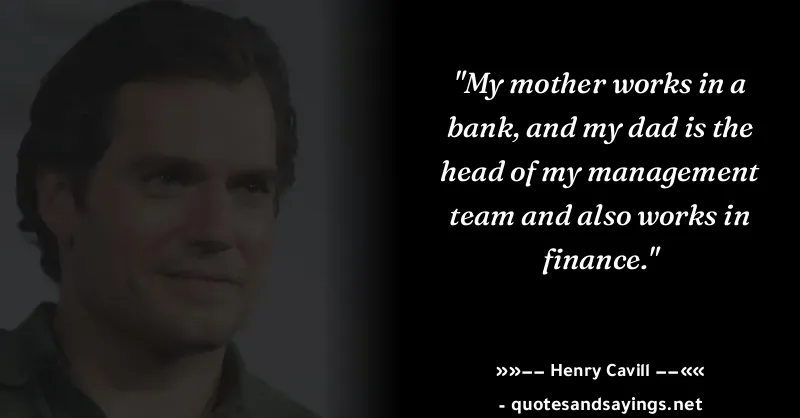 "My mother works in a
bank, and my dad is the
head of my management
team and also works in
finance."
»»–– Henry Cavill ––««
- quotesandsayings.net